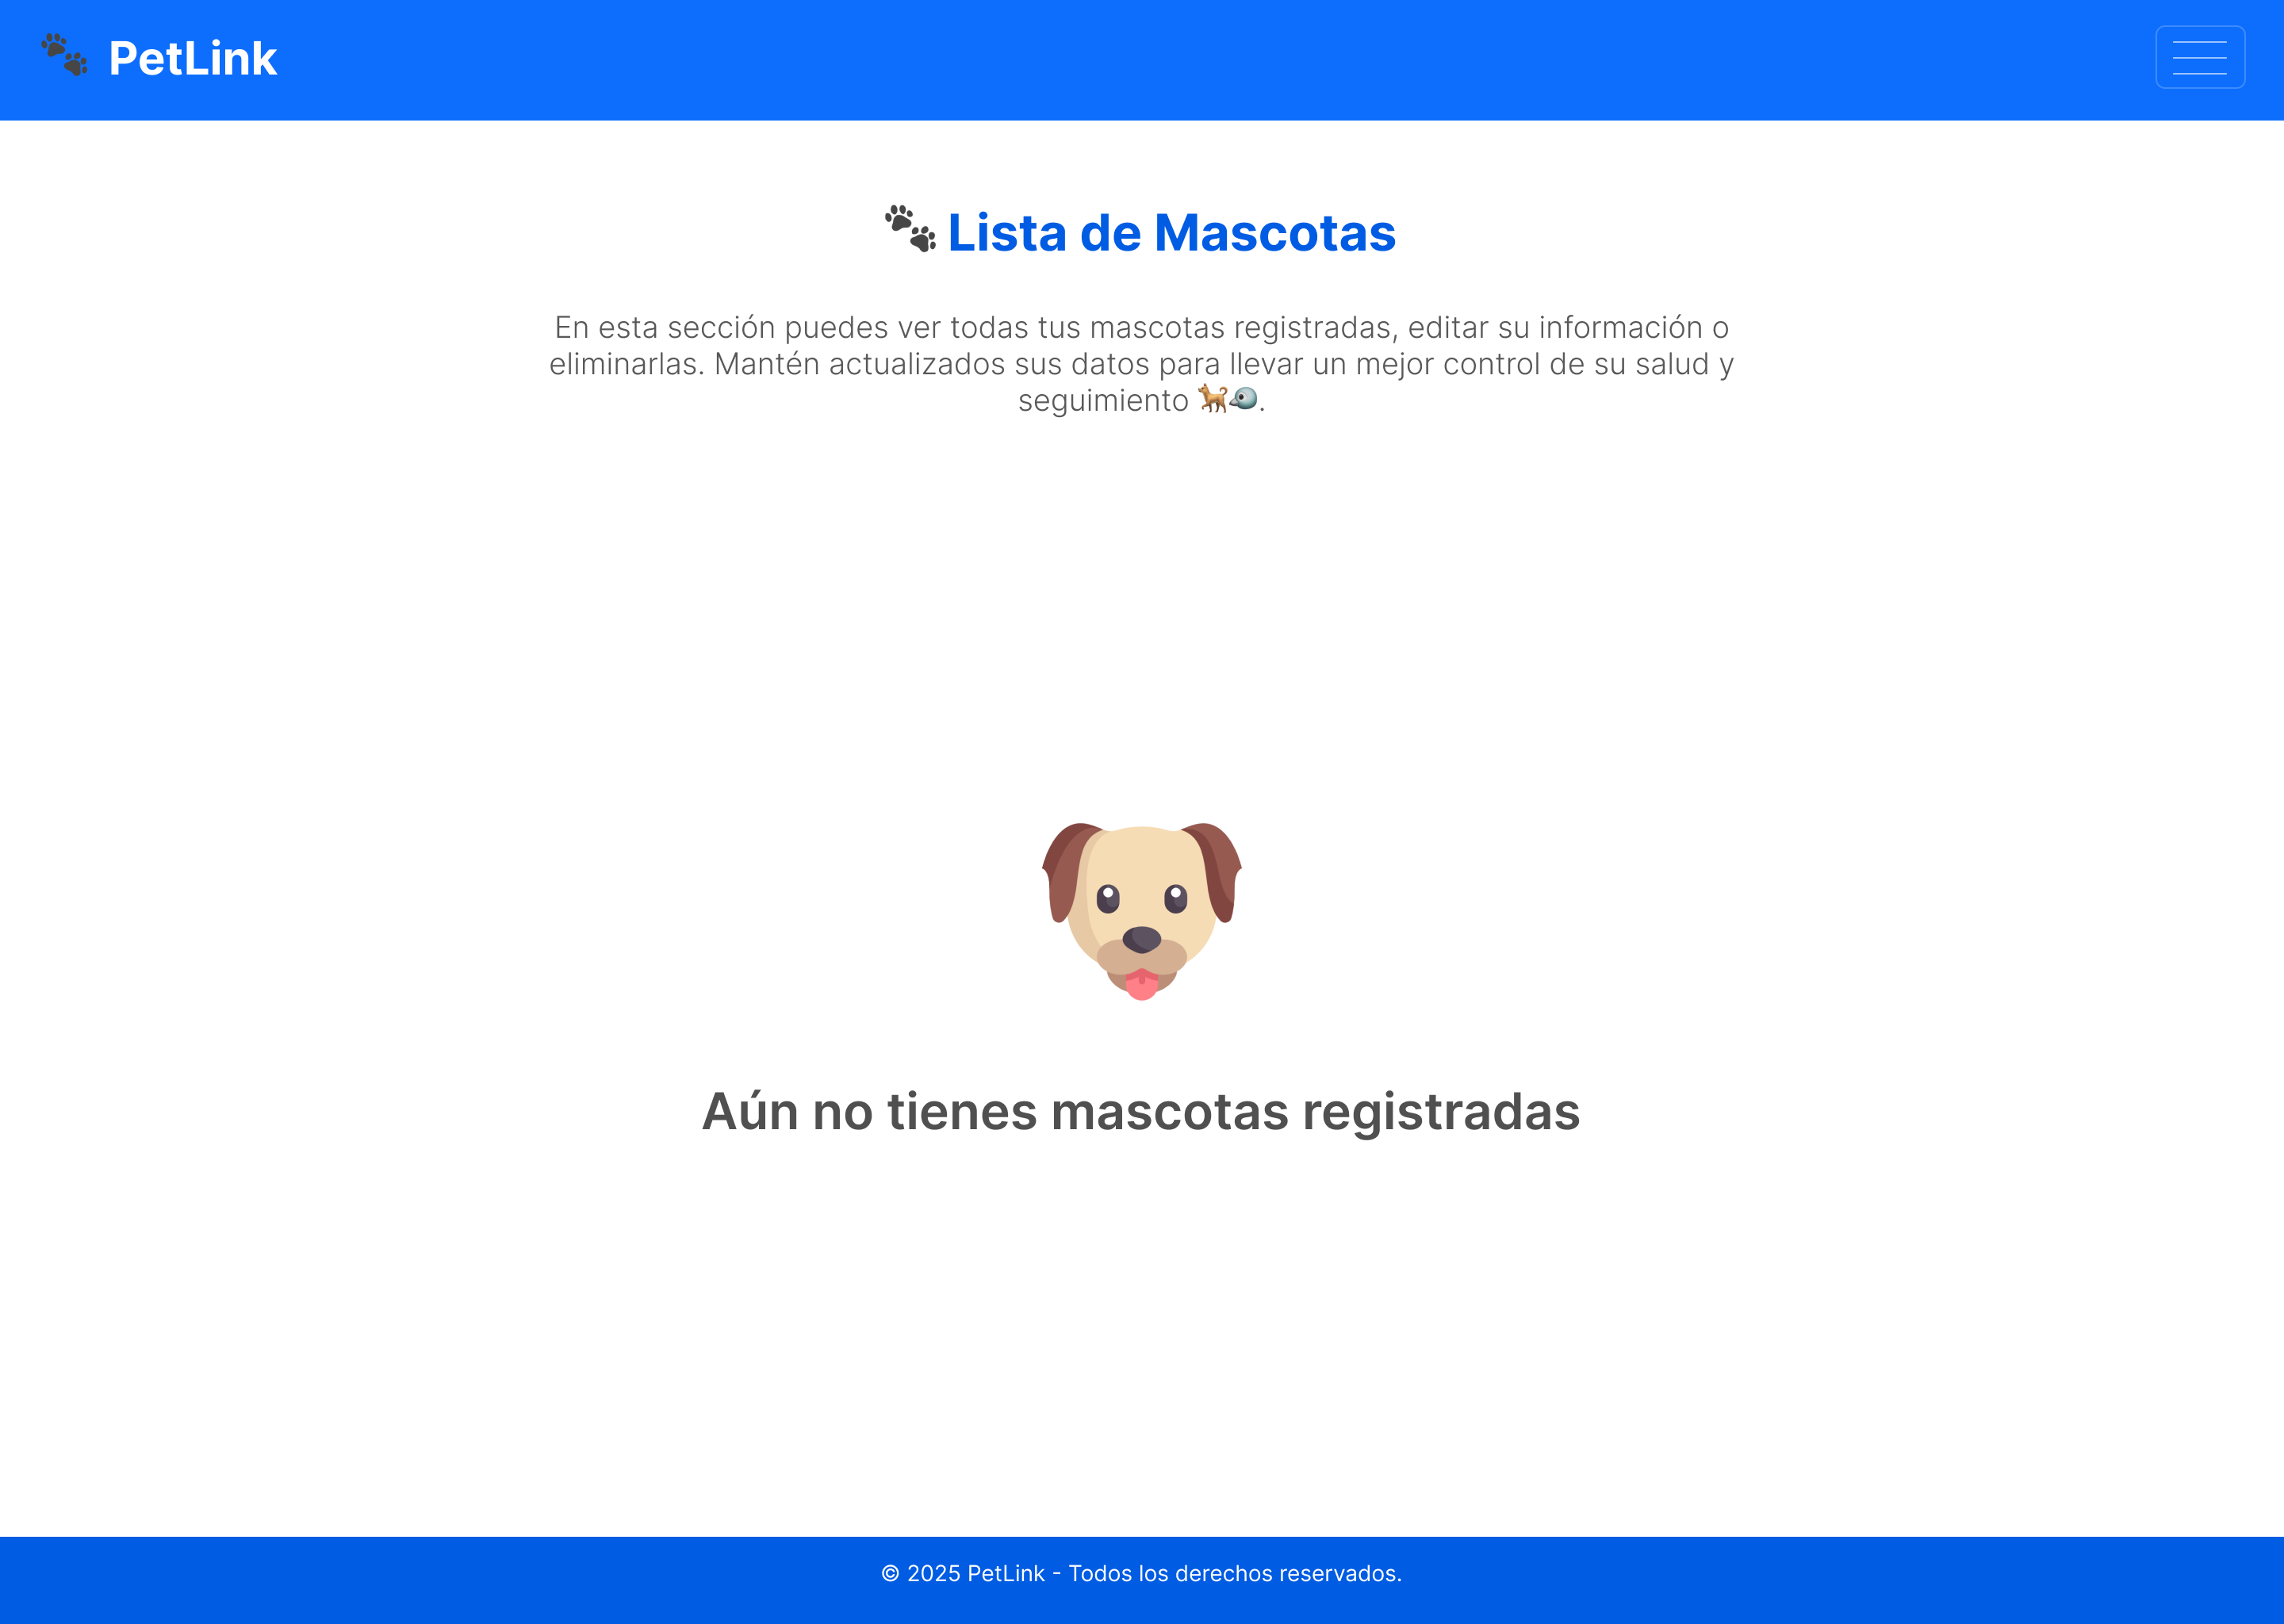 🐾 PetLink
🐾 Lista de Mascotas
En esta sección puedes ver todas tus mascotas registradas, editar su información o
eliminarlas. Mantén actualizados sus datos para llevar un mejor control de su salud y
seguimiento 🐕🐦.
Aún no tienes mascotas registradas
© 2025 PetLink - Todos los derechos reservados.